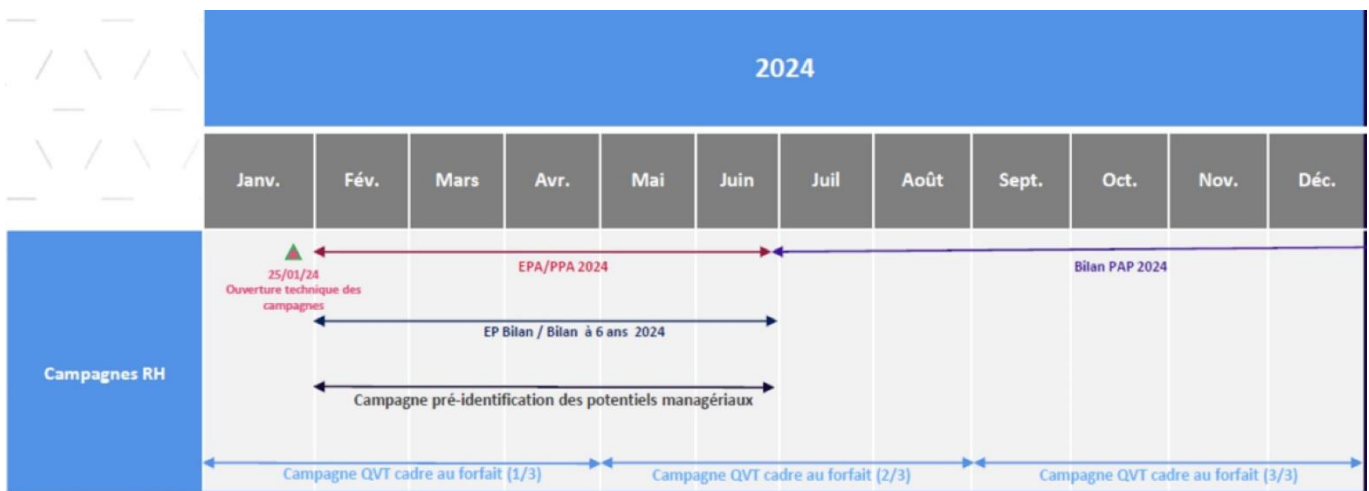 2024
Janv.
Fév.
Mars
Avr.
Mai
Juin
Juil
Août
Sept.
Oct.
Nov.
Déc.
Campagnes RH
25/01/24
Ouverture technique des
campagnes
EPA/PPA 2024
Bilan PAP 2024
EP Bilan / Bilan à 6 ans 2024
Campagne pré-identification des potentiels managériaux
Campagne QVT cadre au forfait (1/3)
Campagne QVT cadre au forfait (2/3)
Campagne QVT cadre au forfait (3/3)